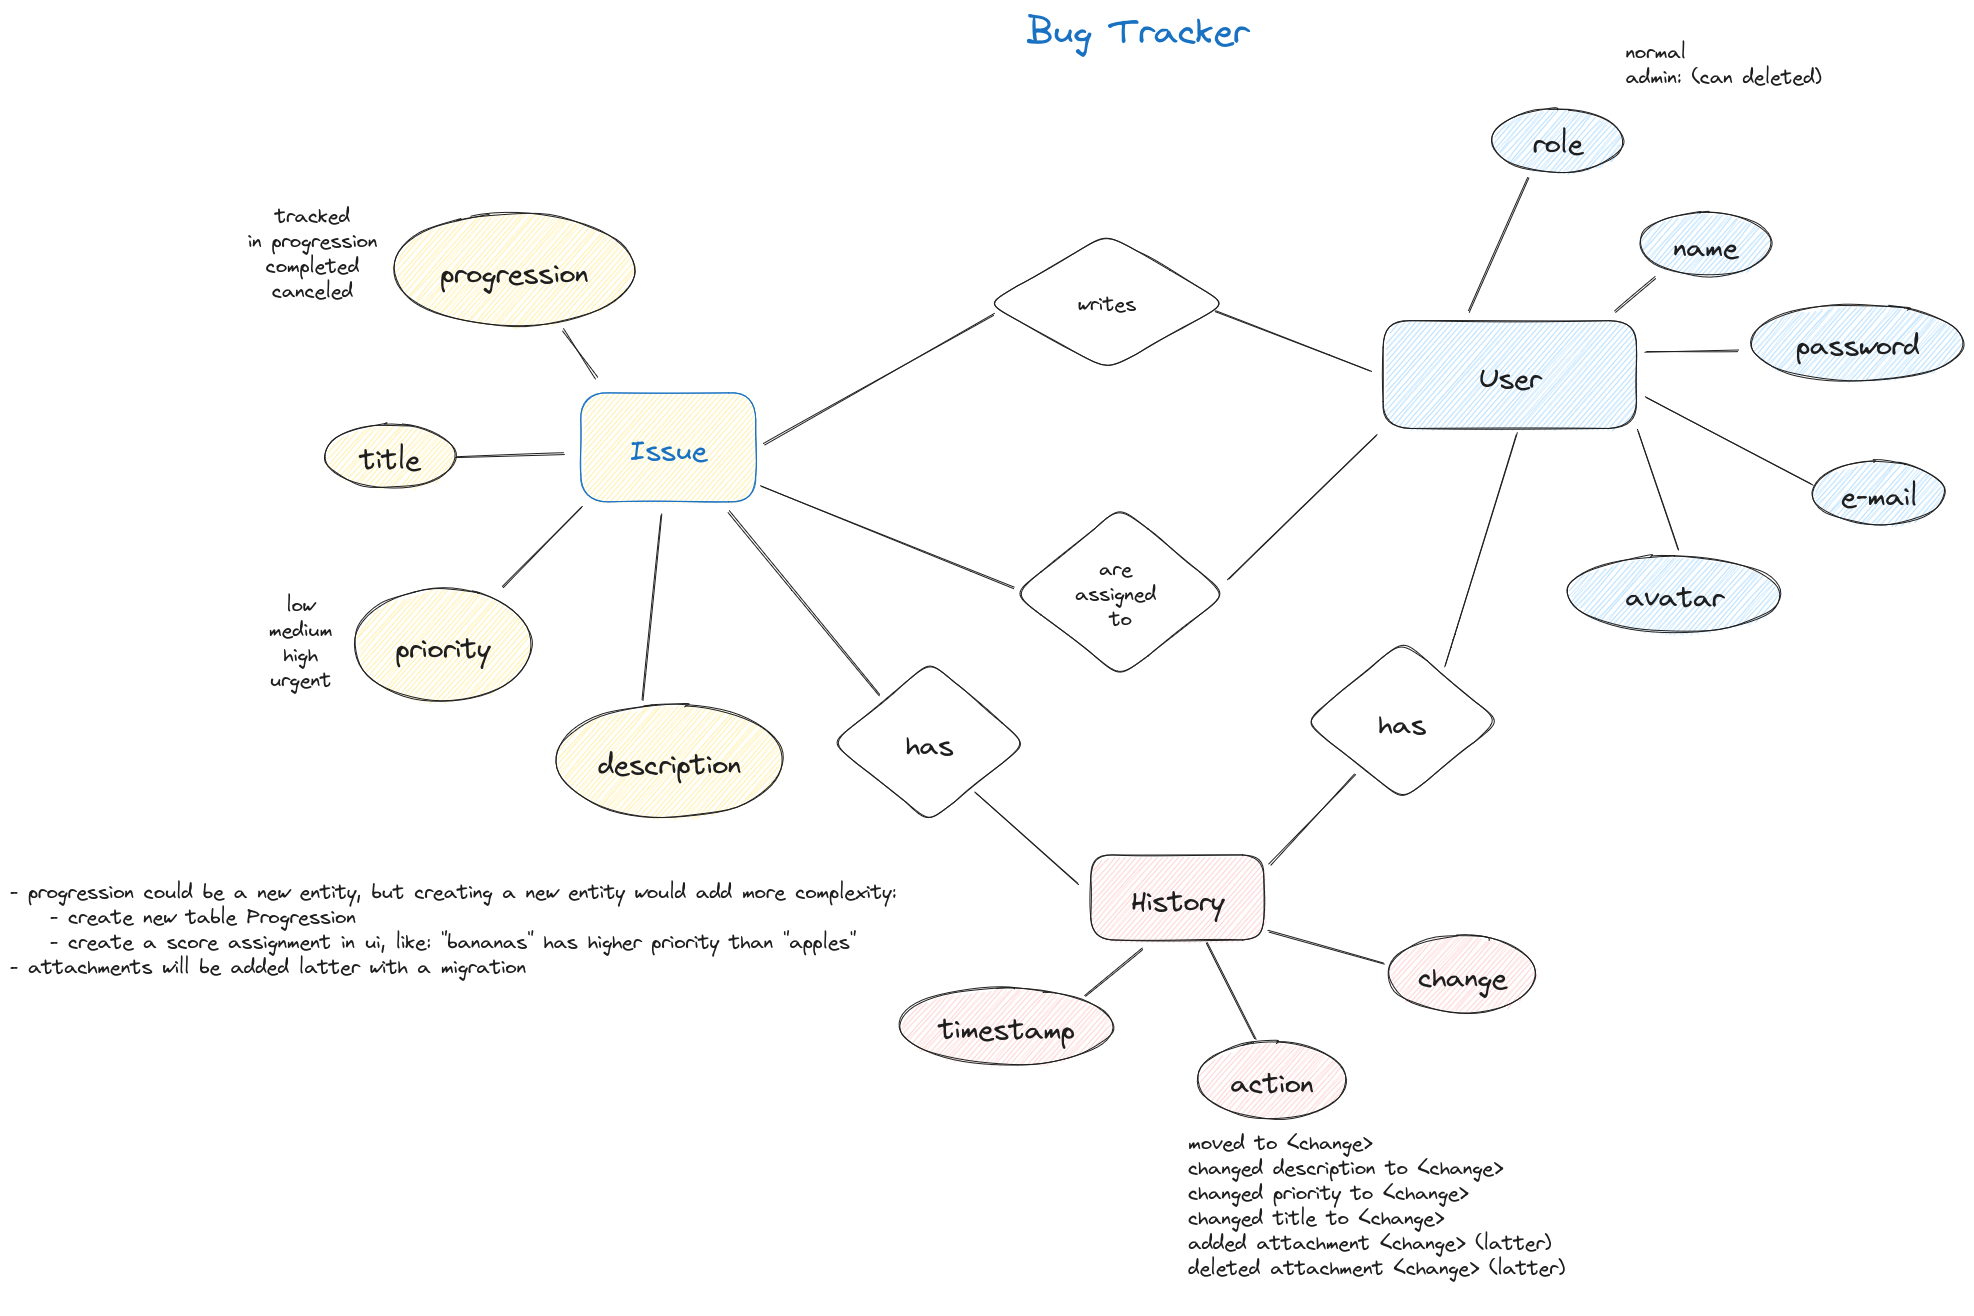 Bug Tracker
normal
admin: (can deleted)
role
name
password
e-mail
avatar
User
tracked
in progression
completed
canceled
progression
title
Issue
priority
low
medium
high
urgent
description
writes
are
assigned
to
has
has
History
timestamp
action
change
- progression could be a new entity, but creating a new entity would add more complexity:
- create new table Progression
- create a score assignment in ui, like: "bananas" has higher priority than "apples"
- attachments will be added latter with a migration
moved to <change>
changed description to <change>
changed priority to <change>
changed title to <change>
added attachment <change> (latter)
deleted attachment <change> (latter)